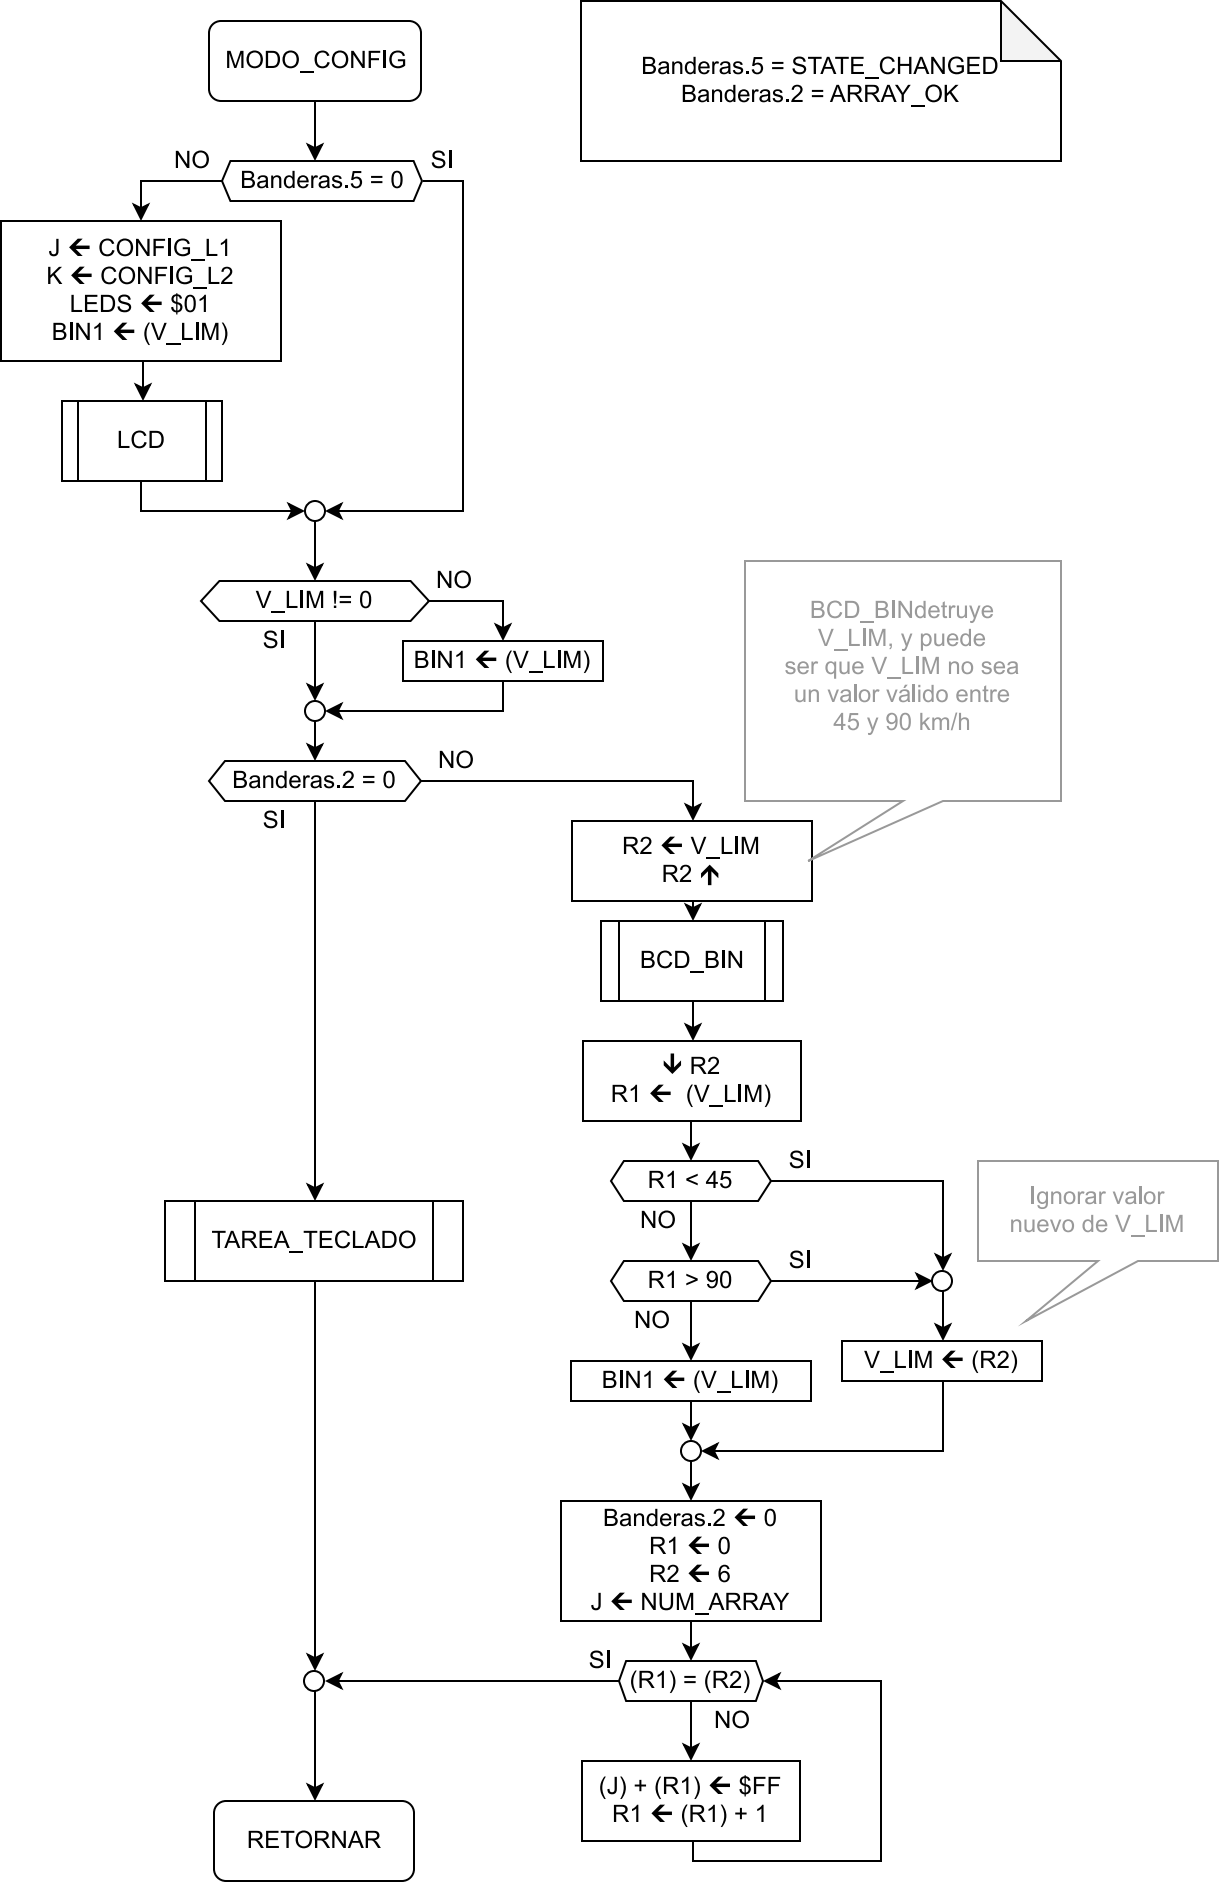 MODO_CONFIG
Banderas.5 = STATE_CHANGED
Banderas.2 = ARRAY_OK
NO
SI
Banderas.5 = 0
J 🡰 CONFIG_L1
K 🡰 CONFIG_L2
LEDS 🡰 $01
BIN1 🡰 (V_LIM)
LCD
V_LIM != 0
NO
SI
BIN1 🡰 (V_LIM)
BCD_BINdetruye
V_LIM, y puede
ser que V_LIM no sea
un valor válido entre
45 y 90 km/h
Banderas.2 = 0
NO
SI
R2 🡰 V_LIM
R2 🡱
BCD_BIN
🡳 R2
R1 🡰 (V_LIM)
R1 < 45
SI
NO
Ignorar valor
nuevo de V_LIM
TAREA_TECLADO
R1 > 90
SI
NO
V_LIM 🡰 (R2)
BIN1 🡰 (V_LIM)
Banderas.2 🡰 0
R1 🡰 0
R2 🡰 6
J 🡰 NUM_ARRAY
SI
(R1) = (R2)
NO
(J) + (R1) 🡰 $FF
R1 🡰 (R1) + 1
RETORNAR